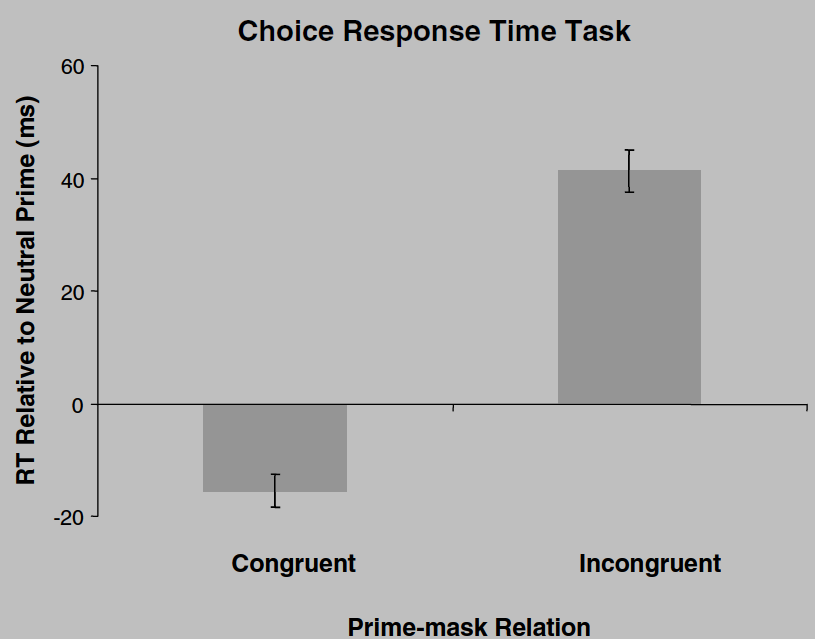 Choice Response Time Task
60
40
20
0
-20
RT Relative to Neutral Prime (ms)
Congruent
Incongruent
Prime-mask Relation